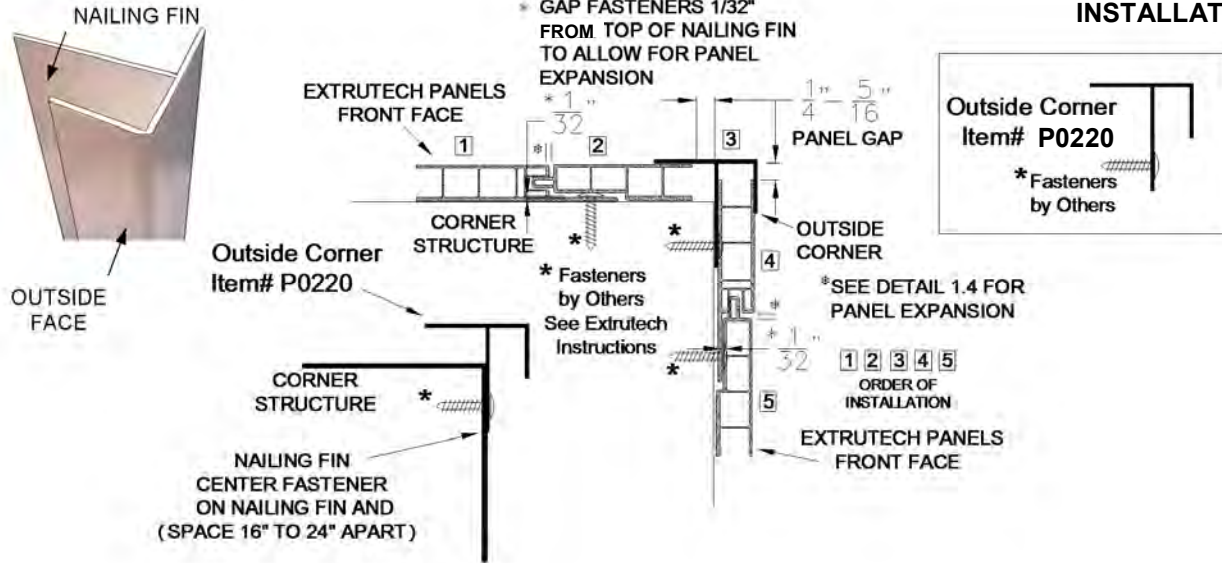 NAILING FIN
OUTSIDE
FACE
* GAP FASTENERS 1/32"
FROM TOP OF NAILING FIN
TO ALLOW FOR PANEL
EXPANSION
EXTRUTECH PANELS
FRONT FACE
* 1/32"
1/4" - 5/16"
PANEL GAP
1
*
2
3
CORNER
STRUCTURE
*
* Fasteners
by Others
See Extrutech
Instructions
*
OUTSIDE
CORNER
4
*SEE DETAIL 1.4 FOR
PANEL EXPANSION
*
* 1/32"
*
5
1 2 3 4 5
ORDER OF
INSTALLATION
EXTRUTECH PANELS
FRONT FACE
Outside Corner
Item# P0220
CORNER
STRUCTURE
*
NAILING FIN
CENTER FASTENER
ON NAILING FIN AND
(SPACE 16" TO 24" APART)
INSTALLAT
Outside Corner
Item# P0220
* Fasteners
by Others